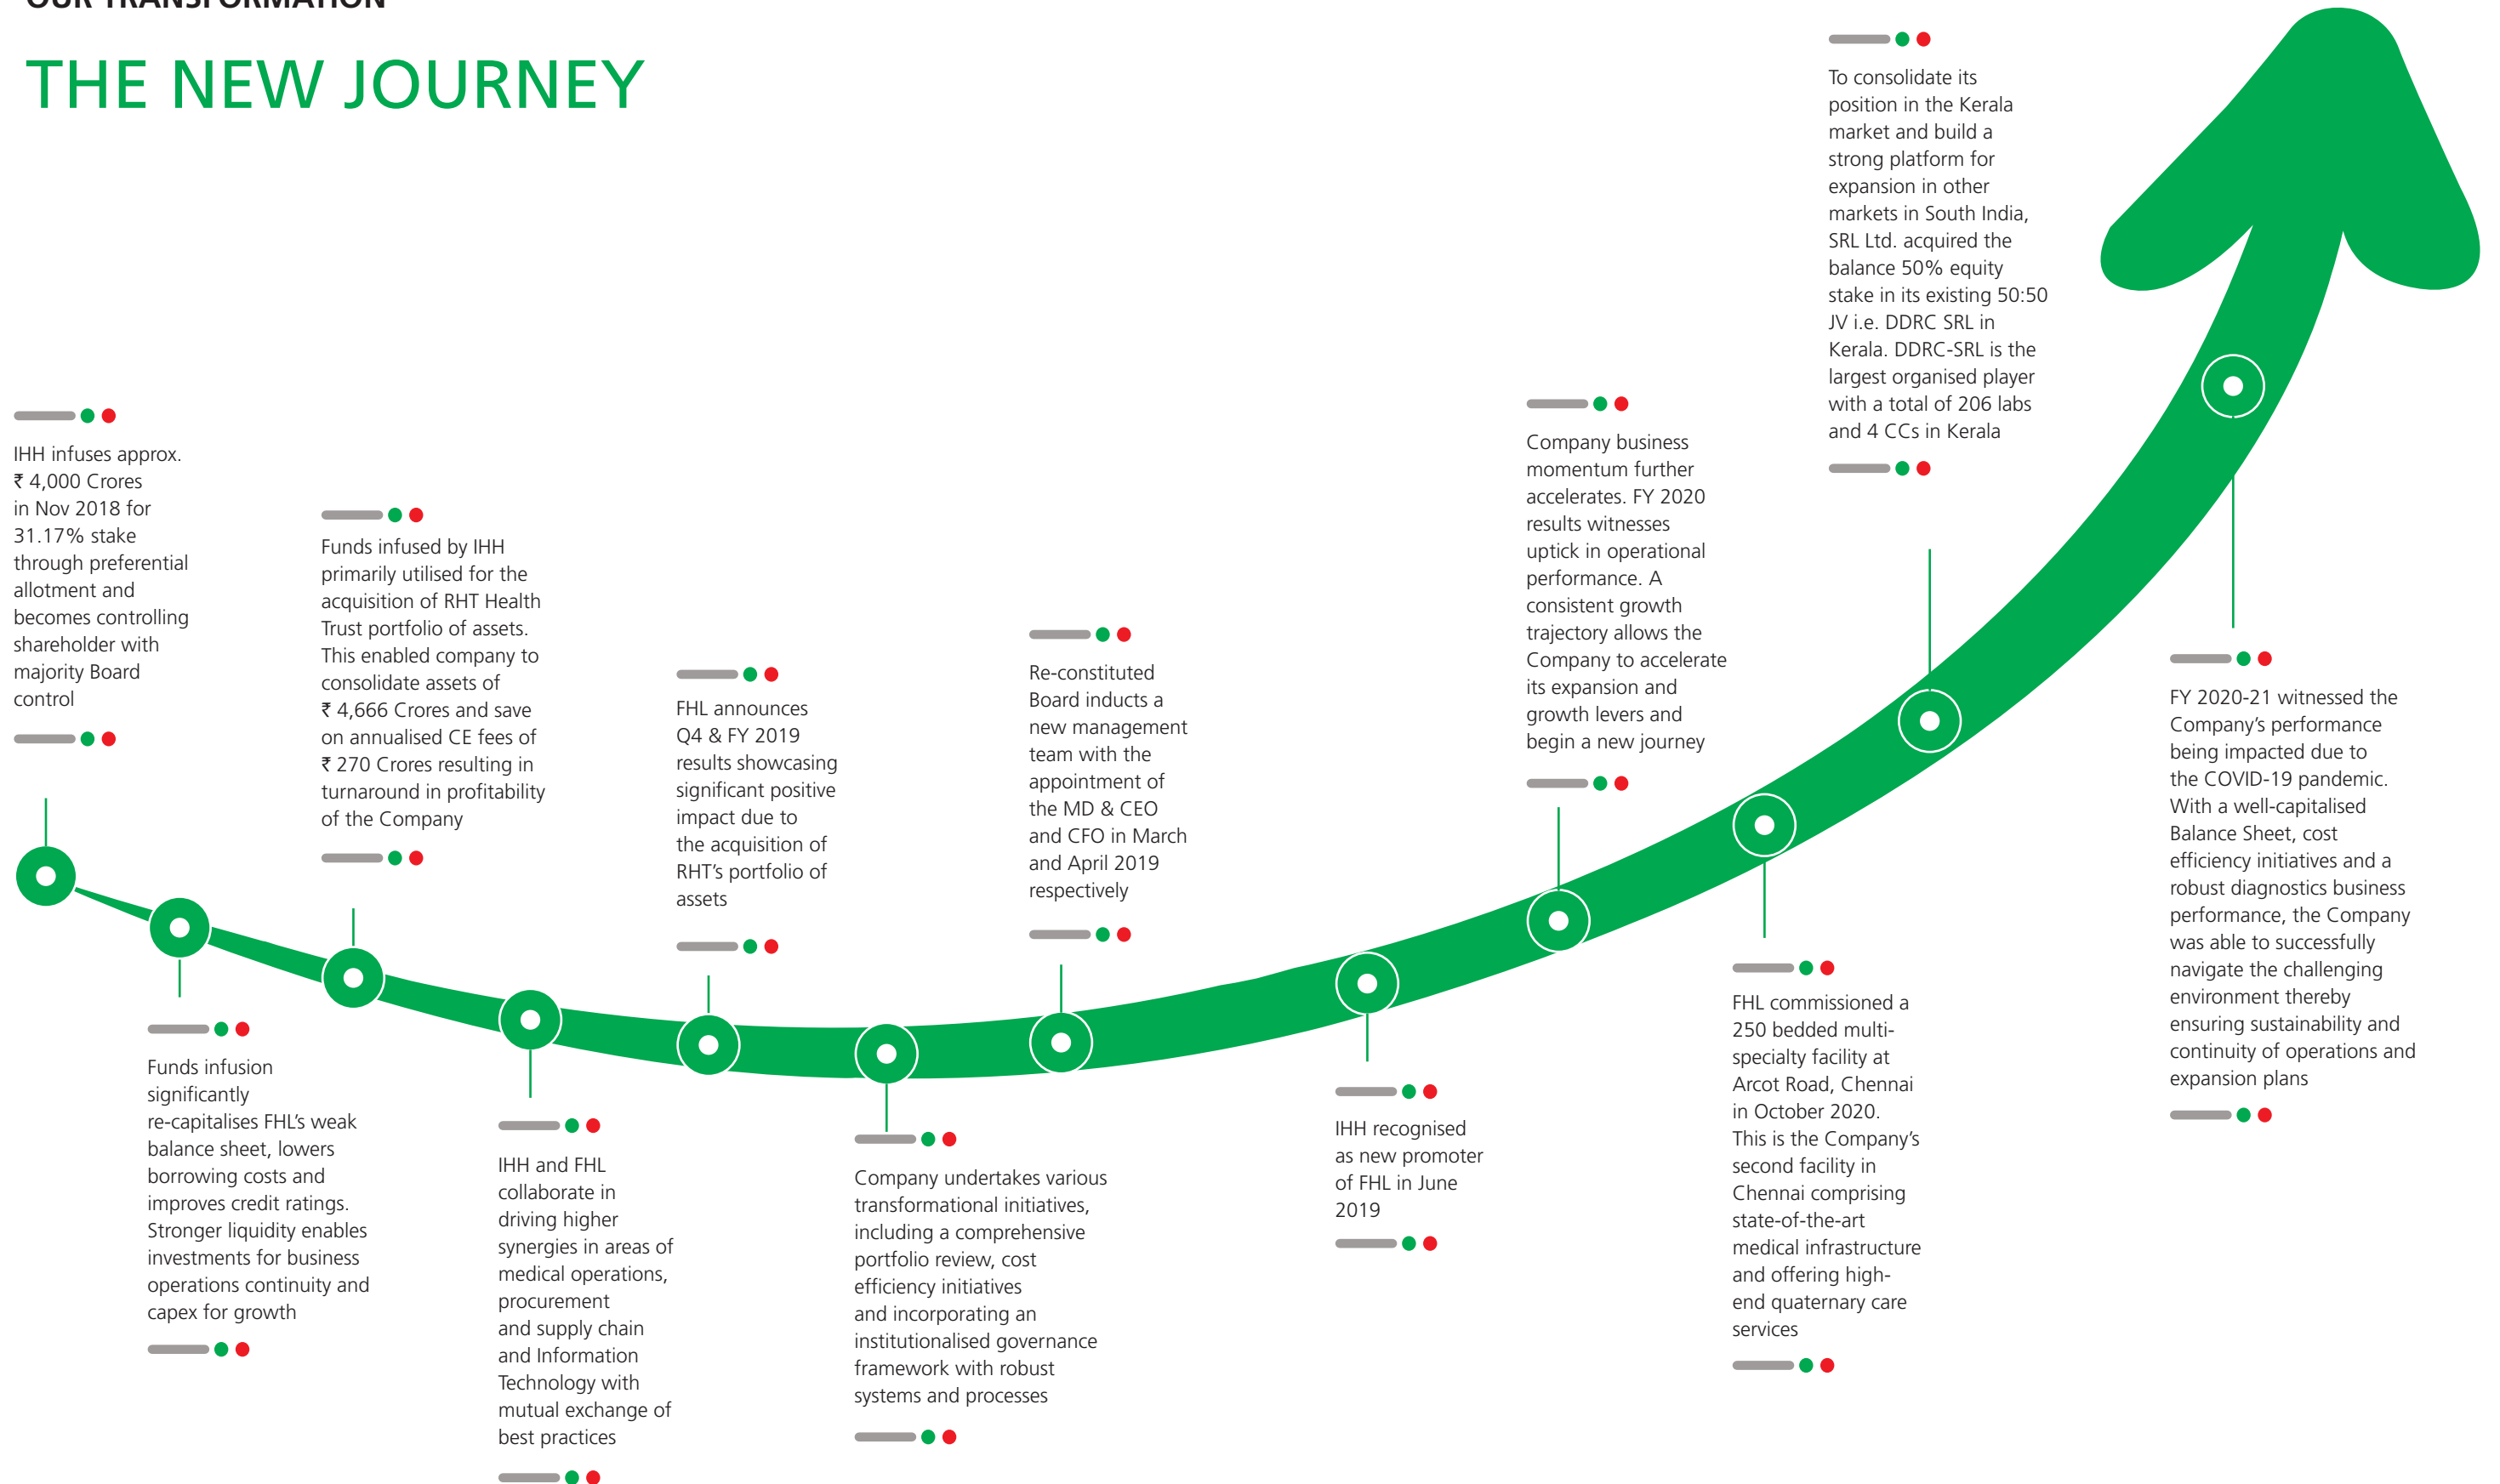 OUR TRANSFORMATION
THE NEW JOURNEY
IHH infuses approx.
₹ 4,000 Crores
in Nov 2018 for
31.17% stake
through preferential
allotment and
becomes controlling
shareholder with
majority Board
control
Funds infusion
significantly
re-capitalises FHL's weak
balance sheet, lowers
borrowing costs and
improves credit ratings.
Stronger liquidity enables
investments for business
operations continuity and
capex for growth
Funds infused by IHH
primarily utilised for the
acquisition of RHT Health
Trust portfolio of assets.
This enabled company to
consolidate assets of
₹ 4,666 Crores and save
on annualised CE fees of
₹ 270 Crores resulting in
turnaround in profitability
of the Company
IHH and FHL
collaborate in
driving higher
synergies in areas of
medical operations,
procurement
and supply chain
and Information
Technology with
mutual exchange of
best practices
FHL announces
Q4 & FY 2019
results showcasing
significant positive
impact due to
the acquisition of
RHT's portfolio of
assets
Company undertakes various
transformational initiatives,
including a comprehensive
portfolio review, cost
efficiency initiatives
and incorporating an
institutionalised governance
framework with robust
systems and processes
Re-constituted
Board inducts a
new management
team with the
appointment of
the MD & CEO
and CFO in March
and April 2019
respectively
IHH recognised
as new promoter
of FHL in June
2019
Company business
momentum further
accelerates. FY 2020
results witnesses
uptick in operational
performance. A
consistent growth
trajectory allows the
Company to accelerate
its expansion and
growth levers and
begin a new journey
FHL commissioned a
250 bedded multi-
specialty facility at
Arcot Road, Chennai
in October 2020.
This is the Company's
second facility in
Chennai comprising
state-of-the-art
medical infrastructure
and offering high-
end quaternary care
services
To consolidate its
position in the Kerala
market and build a
strong platform for
expansion in other
markets in South India,
SRL Ltd. acquired the
balance 50% equity
stake in its existing 50:50
JV i.e. DDRC SRL in
Kerala. DDRC-SRL is the
largest organised player
with a total of 206 labs
and 4 CCs in Kerala
FY 2020-21 witnessed the
Company's performance
being impacted due to
the COVID-19 pandemic.
With a well-capitalised
Balance Sheet, cost
efficiency initiatives and a
robust diagnostics business
performance, the Company
was able to successfully
navigate the challenging
environment thereby
ensuring sustainability and
continuity of operations and
expansion plans